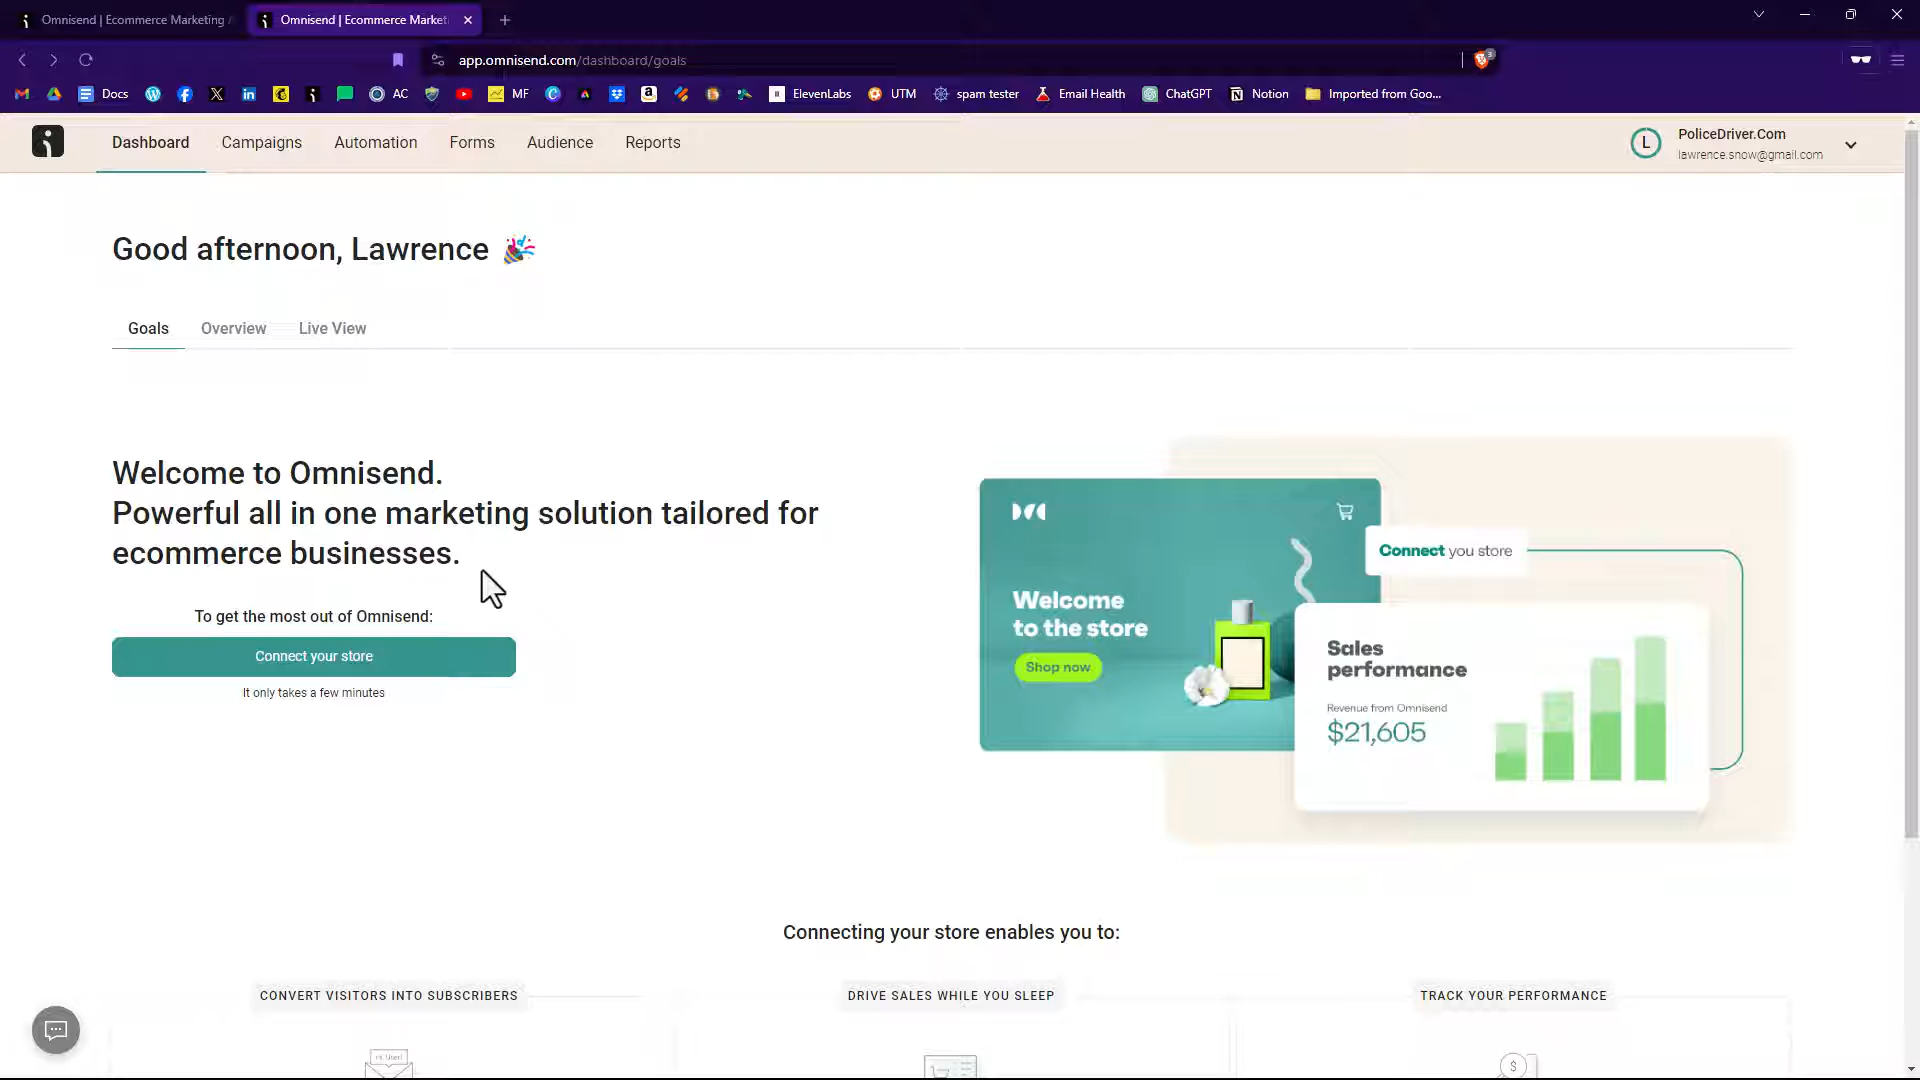 Omnisend | Ecommerce Marketing A
Omnisend | Ecommerce Market
app.omnisend.com/dashboard/goals
3
Docs
AC
MF
ElevenLabs
UTM
spam tester
Email Health
ChatGPT
Notion
Imported from Goo...
Dashboard
Campaigns
Automation
Forms
Audience
Reports
L
PoliceDriver.Com
lawrence.snow@gmail.com
Good afternoon, Lawrence
Goals
Overview
Live View
Welcome to Omnisend.
Powerful all in one marketing solution tailored for
ecommerce businesses.
To get the most out of Omnisend:
Connect your store
It only takes a few minutes
Connect you store
Welcome
to the store
Shop now
Sales
performance
Revenue from Omnisend
$21,605
Connecting your store enables you to:
CONVERT VISITORS INTO SUBSCRIBERS
DRIVE SALES WHILE YOU SLEEP
TRACK YOUR PERFORMANCE
Hi User!
$